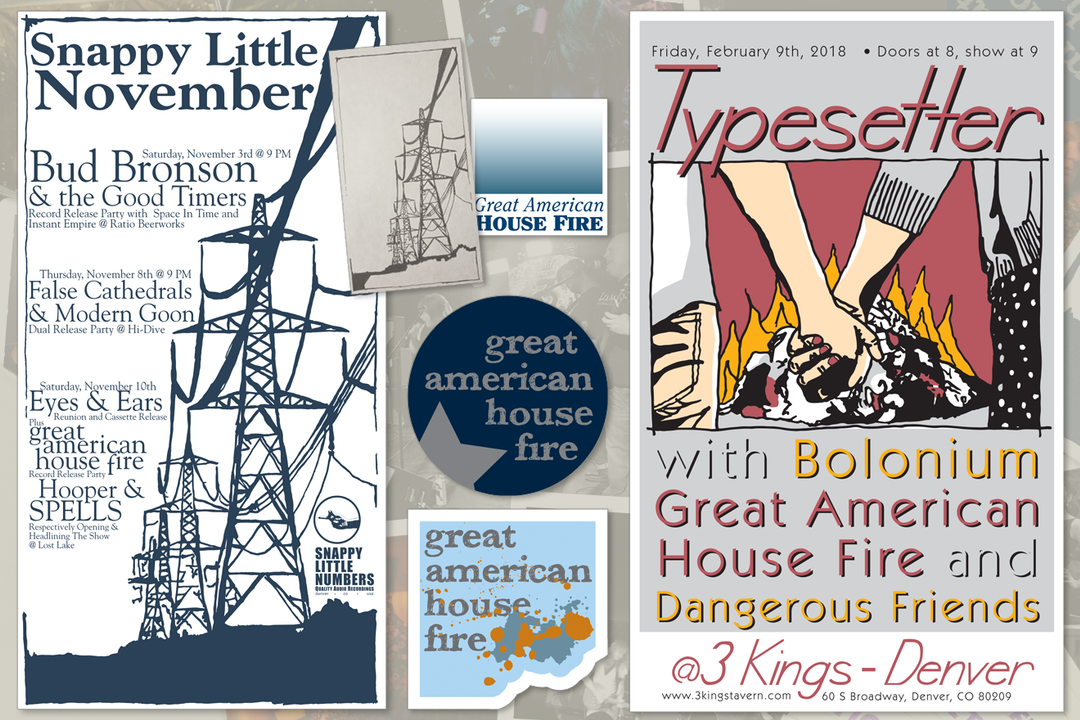 Snappy Little
November
Saturday, November 3rd @ 9 PM
Bud Bronson
& the Good Timers
Record Release Party with Space In Time and
Instant Empire @ Ratio Beerworks
Thursday, November 8th @ 9 PM
False Cathedrals
& Modern Goon
Dual Release Party @ Hi-Dive
Saturday, November 10th
Eyes & Ears
Reunion and Cassette Release
Plus
great
american
house fire
Record Release Party
Hooper &
SPELLS
Respectively Opening &
Headlining The Show
@ Lost Lake
SNAPPY
LITTLE
NUMBERS
QUALITY AUDIO RECORDINGS
Great American
HOUSE FIRE
great
american
house
fire
great
american
house
fire
Friday, February 9th, 2018 • Doors at 8, show at 9
Typesetter
with Bolonium
Great American
House Fire and
Dangerous Friends
@ 3 Kings - Denver
www.3kingstavern.com 60 S Broadway, Denver, CO 80209